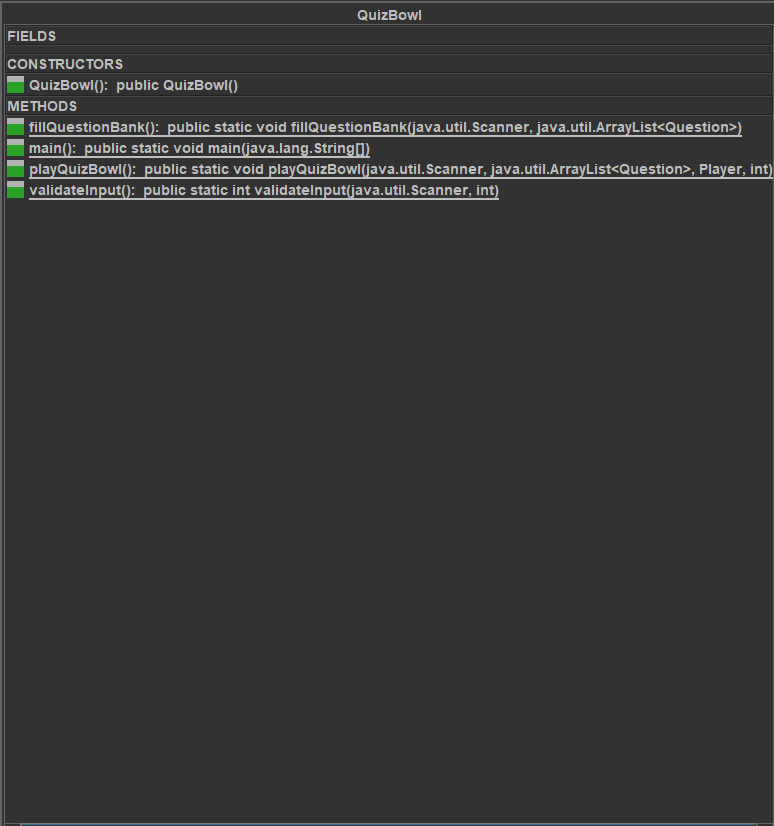 QuizBowl
FIELDS
CONSTRUCTORS
QuizBowl():  public QuizBowl()
METHODS
fillQuestionBank():  public static void fillQuestionBank(java.util.Scanner, java.util.ArrayList<Question>)
main():  public static void main(java.lang.String[])
playQuizBowl():  public static void playQuizBowl(java.util.Scanner, java.util.ArrayList<Question>, Player, int)
validateInput():  public static int validateInput(java.util.Scanner, int)